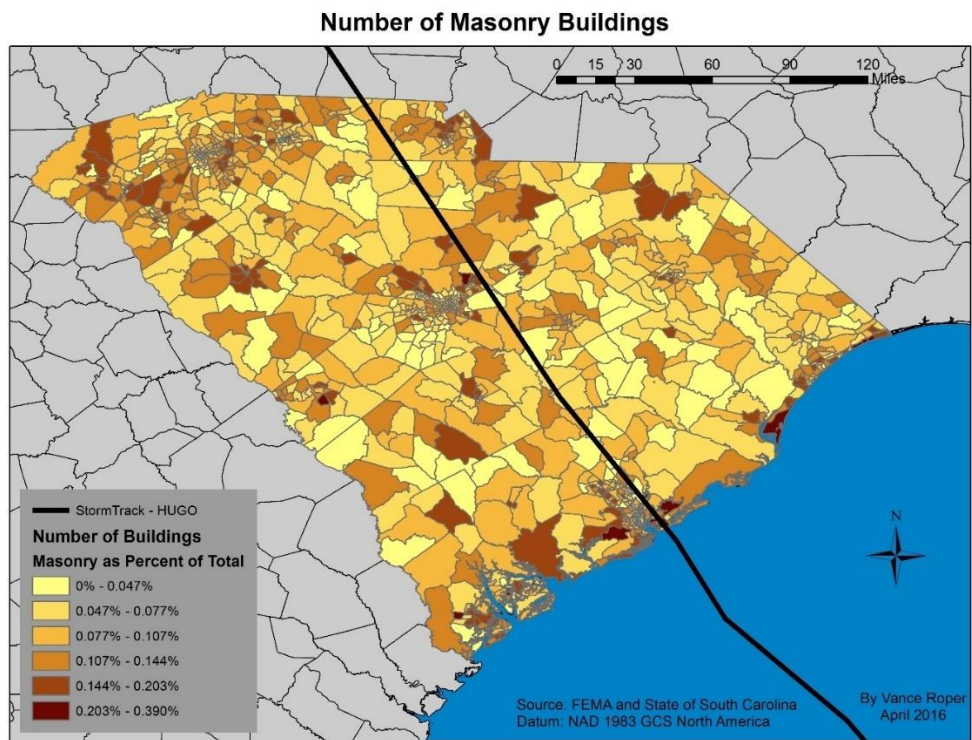 Number of Masonry Buildings
0 15 30 60 90 120
Miles
StormTrack - HUGO
Number of Buildings
Masonry as Percent of Total
0% - 0.047%
0.047% - 0.077%
0.077% - 0.107%
0.107% - 0.144%
0.144% - 0.203%
0.203% - 0.390%
N
Source: FEMA and State of South Carolina
Datum: NAD 1983 GCS North America
By Vance Roper
April 2016